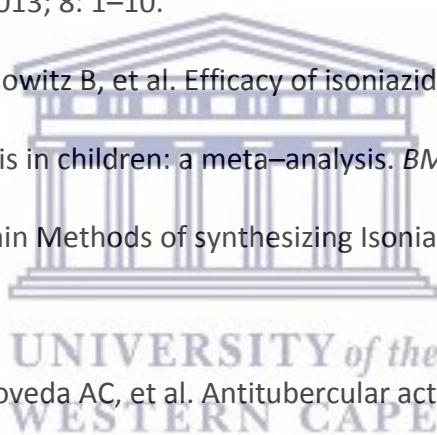 013; 8: 1–10.
owitz B, et al. Efficacy of isoniazid
is in children: a meta–analysis. BM
in Methods of synthesizing Isonia
UNIVERSITY of the
oveda AC, et al. Antitubercular act
WESTERN CAPE